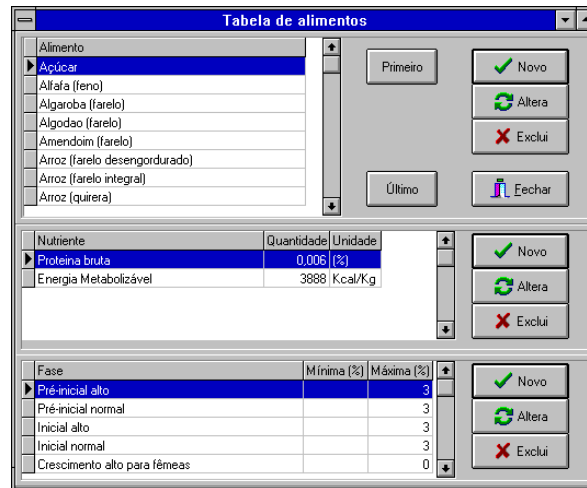 Tabela de alimentos
Alimento
Açúcar
Alfafa (feno)
Algaroba (farelo)
Algodao (farelo)
Amendoim (farelo)
Arroz (farelo desengordurado)
Arroz (farelo integral)
Arroz (quirera)
Primeiro
Último
Novo
Altera
Exclui
Fechar
Nutriente Quantidade Unidade
Proteina bruta 0,006 (%)
Energia Metabolizável 3888 Kcal/Kg
Novo
Altera
Exclui
Fase Mínima (%) Máxima (%)
Pré-inicial alto 3
Pré-inicial normal 3
Inicial alto 3
Inicial normal 3
Crescimento alto para fêmeas 0
Novo
Altera
Exclui